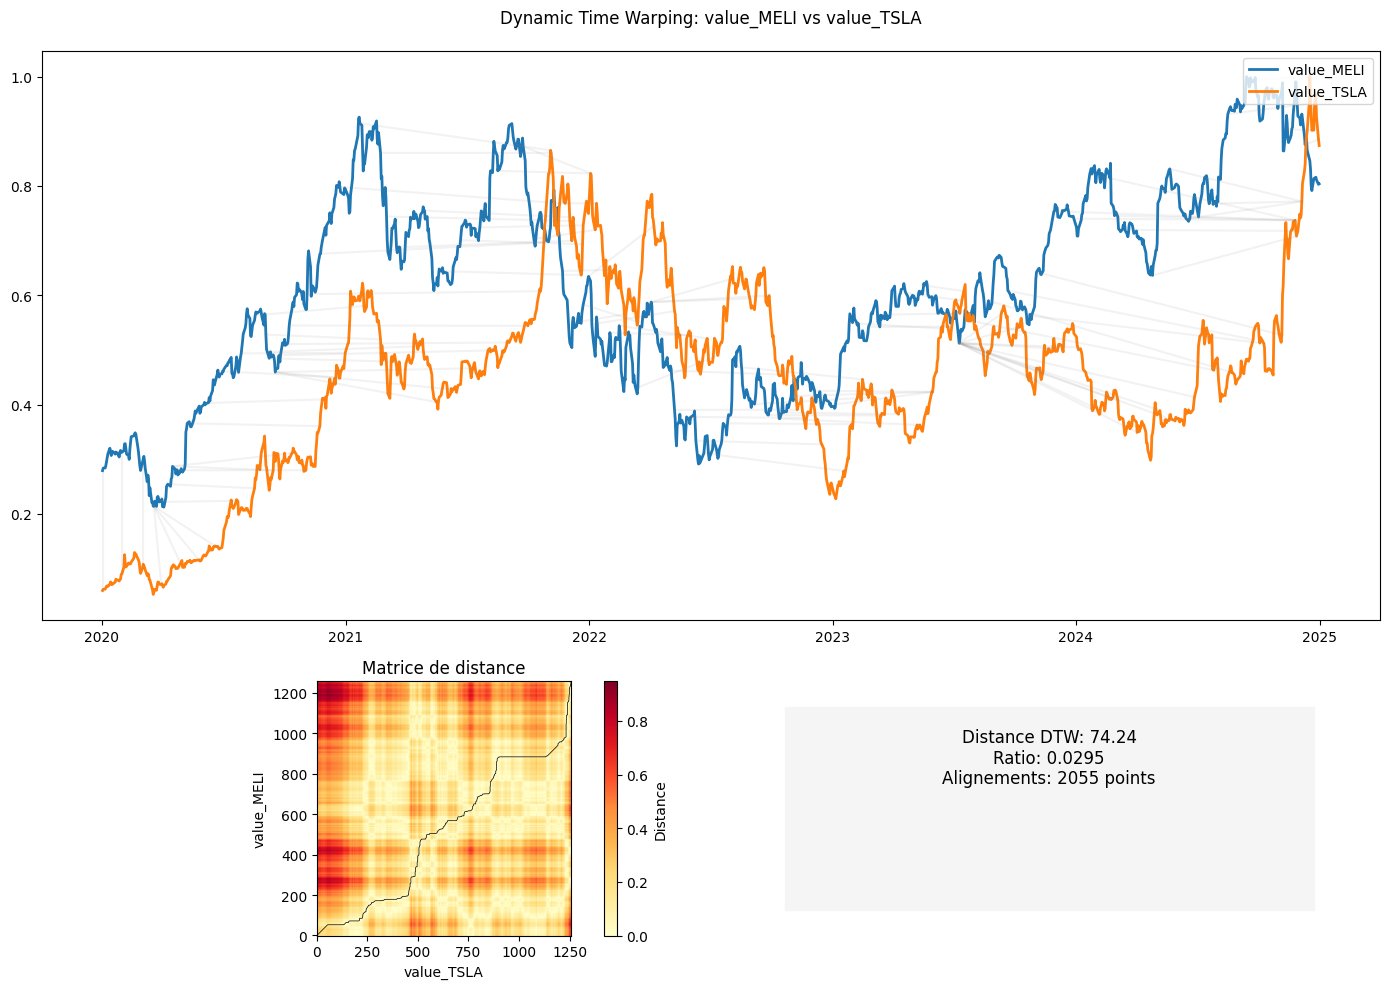 Dynamic Time Warping: value_MELI vs value_TSLA
value_MELI
value_TSLA
1.0
0.8
0.6
0.4
0.2
2020 2021 2022 2023 2024 2025
Matrice de distance
1200
1000
800
600
400
200
0
value_MELI
0 250 500 750 1000 1250
value_TSLA
0.8
0.6
0.4
0.2
0.0
Distance
Distance DTW: 74.24
Ratio: 0.0295
Alignements: 2055 points